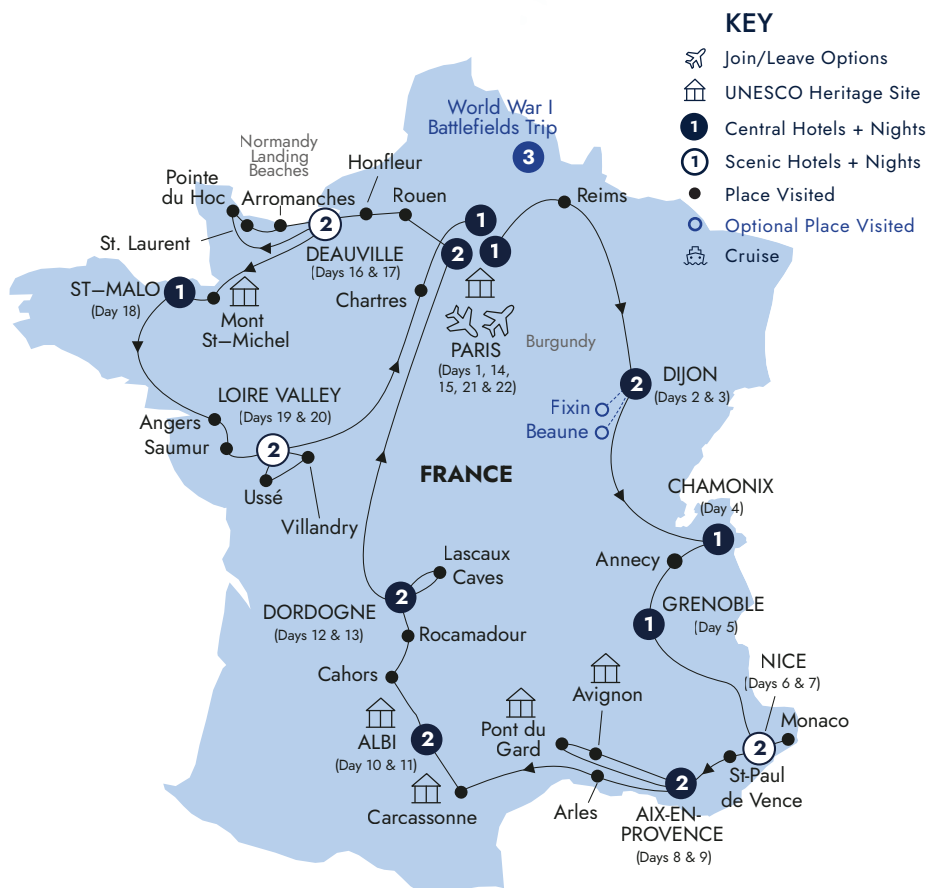 KEY
Join/Leave Options
UNESCO Heritage Site
1
Central Hotels + Nights
1
Scenic Hotels + Nights
Place Visited
Optional Place Visited
Cruise
World War I
Battlefields Trip
3
Normandy
Landing
Beaches
Honfleur
Pointe
du Hoc
Arromanches
Rouen
Reims
St. Laurent
2
DEAUVILLE
(Days 16 & 17)
1
2
1
ST–MALO
(Day 18)
1
Mont
St–Michel
Chartres
PARIS
(Days 1, 14,
15, 21 & 22)
Burgundy
2
DIJON
(Days 2 & 3)
Fixin
Beaune
LOIRE VALLEY
(Days 19 & 20)
Angers
Saumur
2
Ussé
Villandry
FRANCE
CHAMONIX
(Day 4)
1
Annecy
GRENOBLE
(Day 5)
1
Lascaux
Caves
DORDOGNE
(Days 12 & 13)
2
Rocamadour
Cahors
NICE
(Days 6 & 7)
2
Monaco
St-Paul
de Vence
Avignon
Pont du
Gard
ALBI
(Day 10 & 11)
2
Carcassonne
Arles
2
AIX-EN-
PROVENCE
(Days 8 & 9)